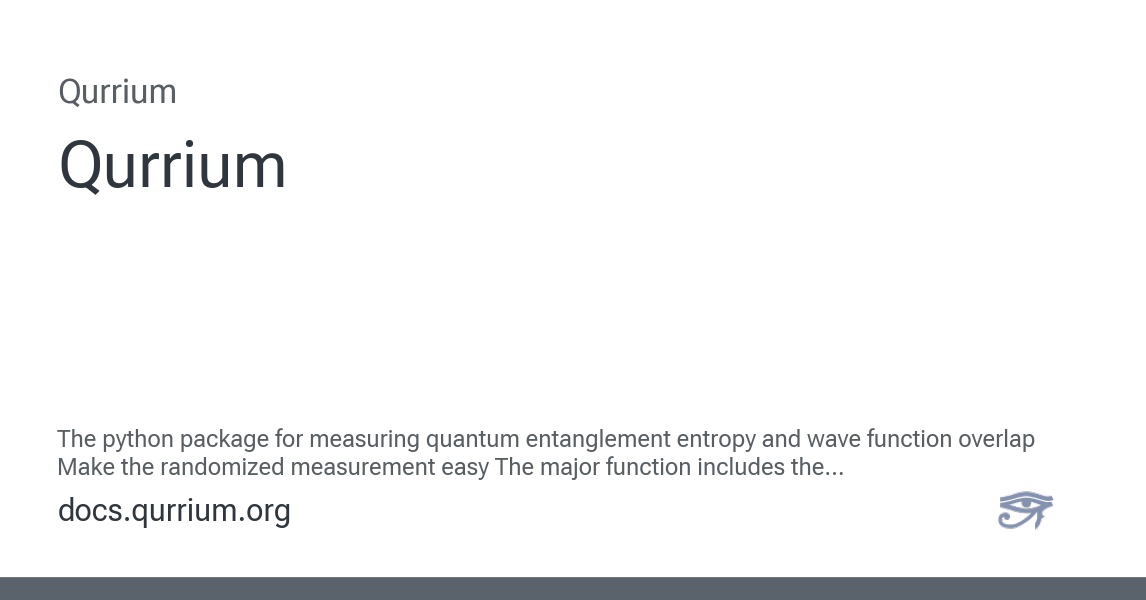 Qurrium
Qurrium
The python package for measuring quantum entanglement entropy and wave function overlap
Make the randomized measurement easy The major function includes the...
docs.qurrium.org